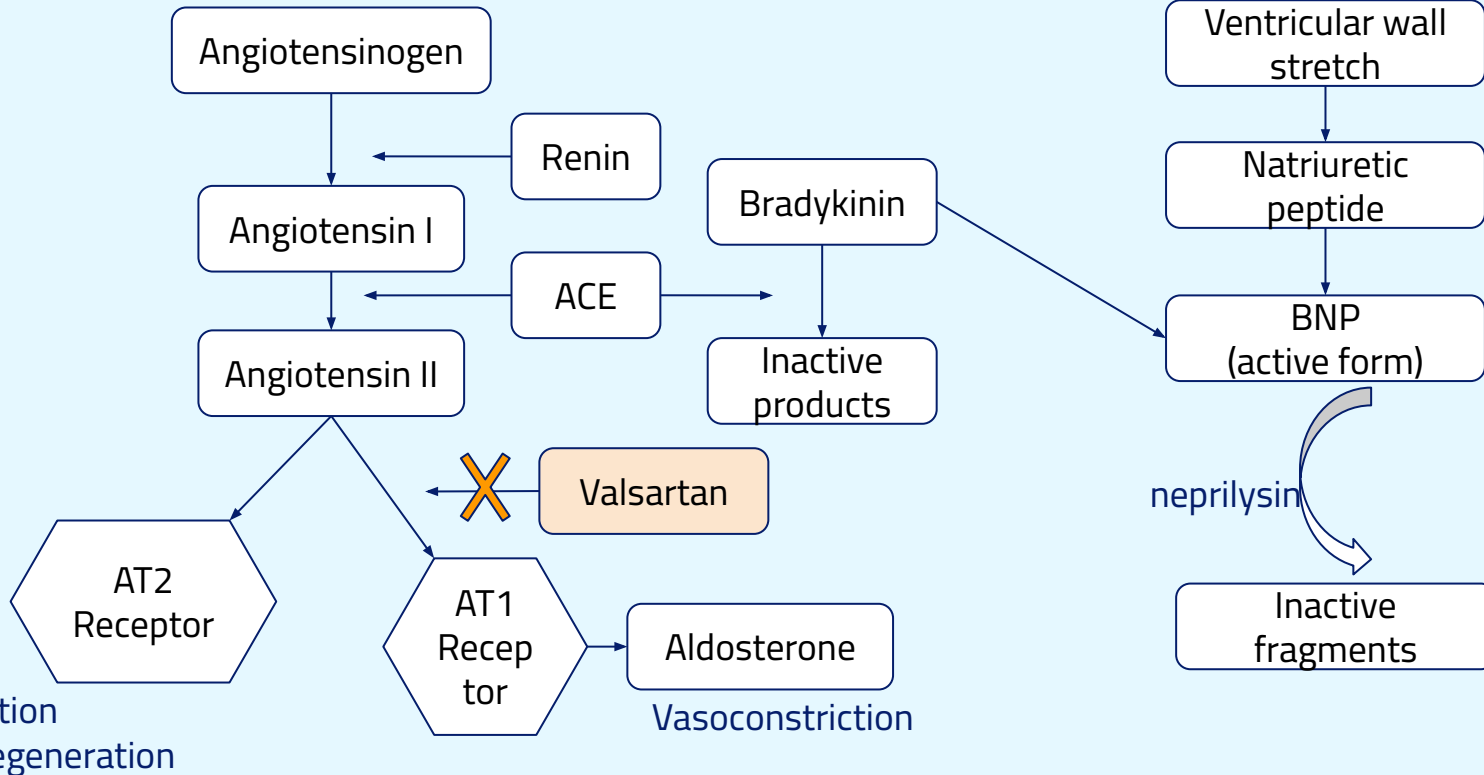 Angiotensinogen
Renin
Angiotensin I
ACE
Angiotensin II
Bradykinin
Inactive
products
Valsartan
AT2
Receptor
AT1
Recep
tor
Aldosterone
Vasoconstriction
Ventricular wall
stretch
Natriuretic
peptide
BNP
(active form)
neprilysin
Inactive
fragments